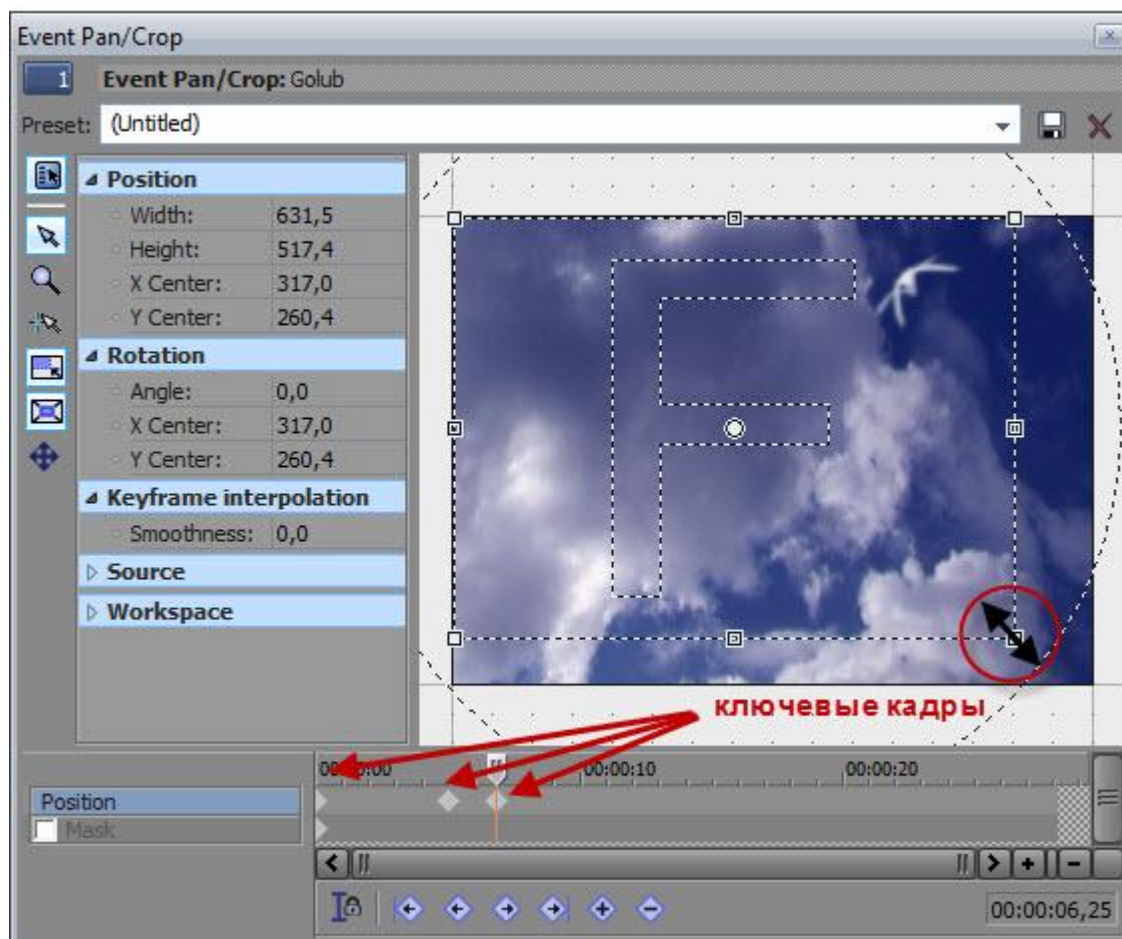 Event Pan/Crop
1 Event Pan/Crop: Golub
Preset: (Untitled)
Position
Width: 631,5
Height: 517,4
X Center: 317,0
Y Center: 260,4
Rotation
Angle: 0,0
X Center: 317,0
Y Center: 260,4
Keyframe interpolation
Smoothness: 0,0
Source
Workspace
F
ключевые кадры
00:00:10 00:00:20
Position
Mask
00:00:06,25